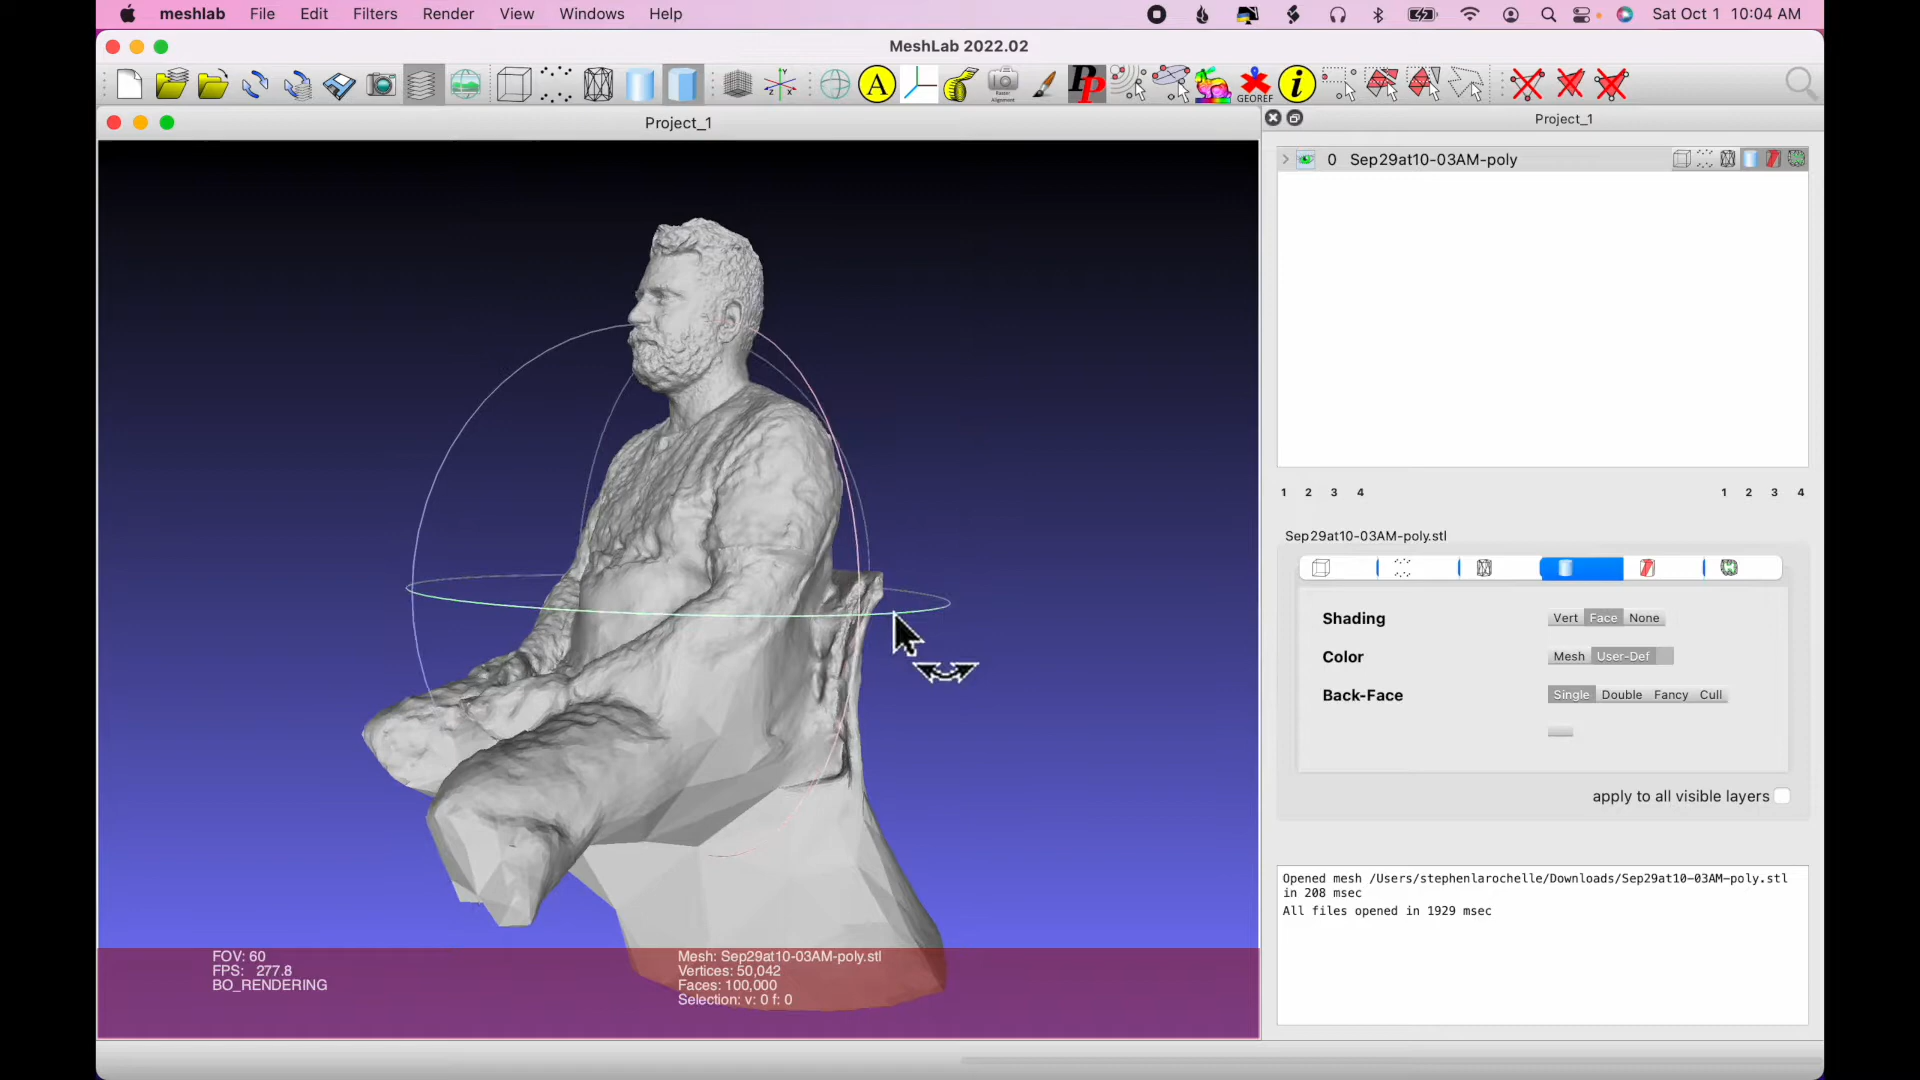 meshlab File Edit Filters Render View Windows Help Sat Oct 1 10:04 AM
MeshLab 2022.02
A Pp GEOREF i
Project_1
Project_1
0 Sep29at10-03AM-poly
1 2 3 4 1 2 3 4
Sep29at10-03AM-poly.stl
Shading Vert Face None
Color Mesh User-Def
Back-Face Single Double Fancy Cull
apply to all visible layers
Opened mesh /Users/stephenlarochelle/Downloads/Sep29at10-03AM-poly.stl
in 208 msec
All files opened in 1929 msec
FOV: 60
FPS: 277.8
BO_RENDERING
Mesh: Sep29at10-03AM-poly.stl
Vertices: 50,042
Faces: 100,000
Selection: v: 0 f: 0